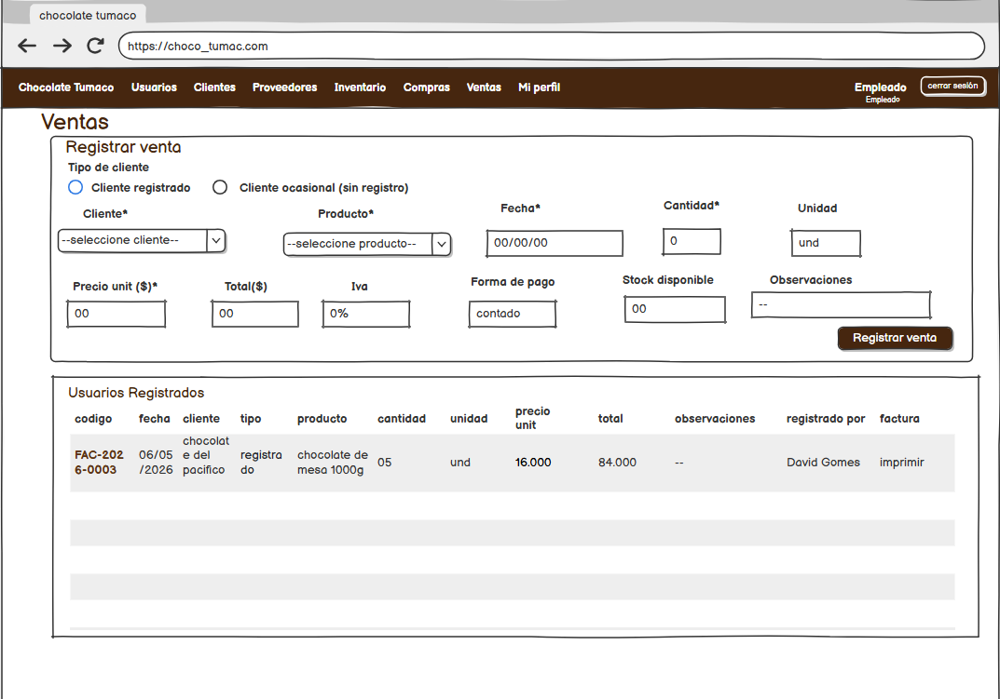 chocolate tumaco
https://choco_tumac.com
Chocolate Tumaco Usuarios Clientes Proveedores Inventario Compras Ventas Mi perfil Empleado cerrar sesión
Empleado
Ventas
Registrar venta
Tipo de cliente
Cliente registrado Cliente ocasional (sin registro)
Cliente* Producto* Fecha* Cantidad* Unidad
--seleccione cliente-- --seleccione producto-- 00/00/00 0 und
Precio unit ($)* Total($) Iva Forma de pago Stock disponible Observaciones
00 00 0% contado 00 --
Registrar venta
Usuarios Registrados
codigo fecha cliente tipo producto cantidad unidad precio unit total observaciones registrado por factura
FAC-202
6-0003
06/05
/2026
chocolat
e del
pacifico
registra
do
chocolate de
mesa 1000g
05 und 16.000 84.000 -- David Gomes imprimir